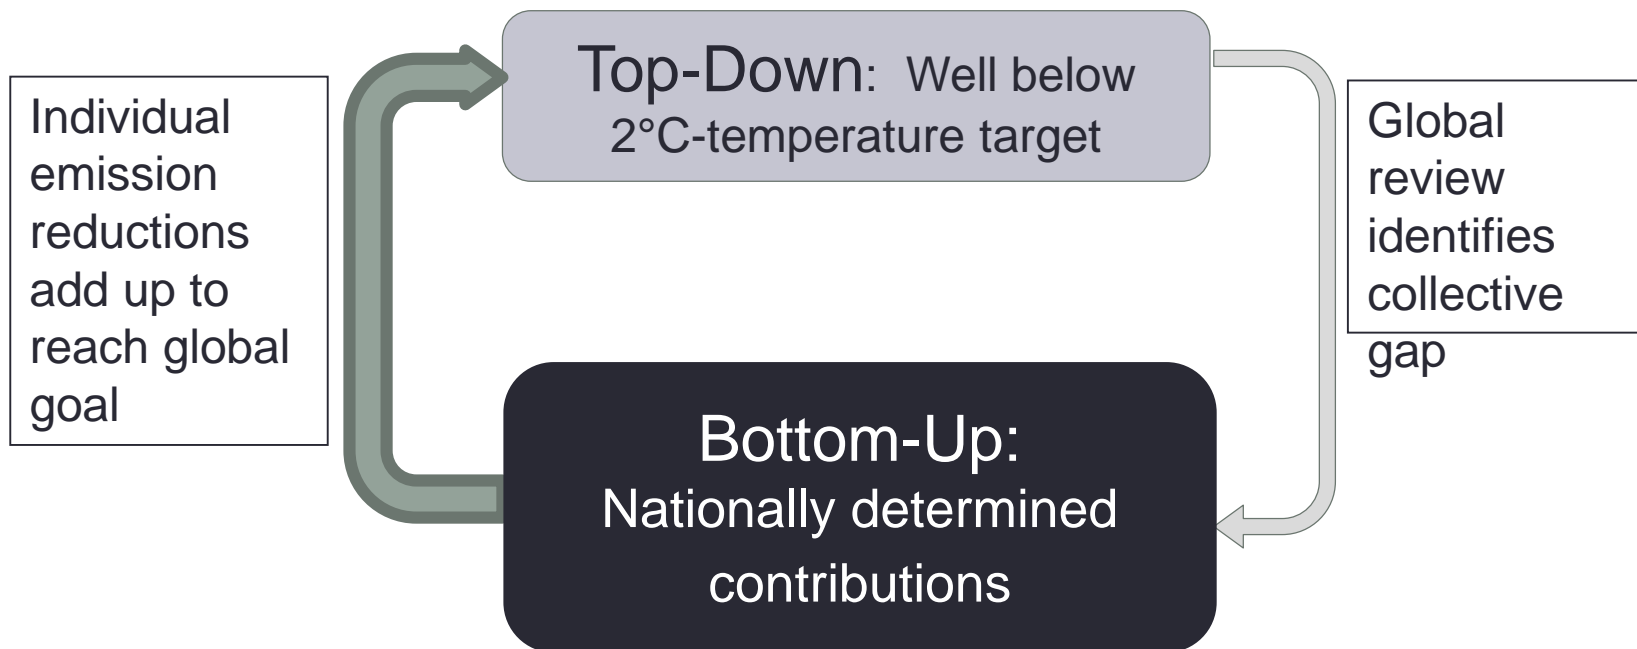 Top-Down: Well below
2°C-temperature target
Individual
emission
reductions
add up to
reach global
goal
Global
review
identifies
collective
gap
Bottom-Up:
Nationally determined
contributions